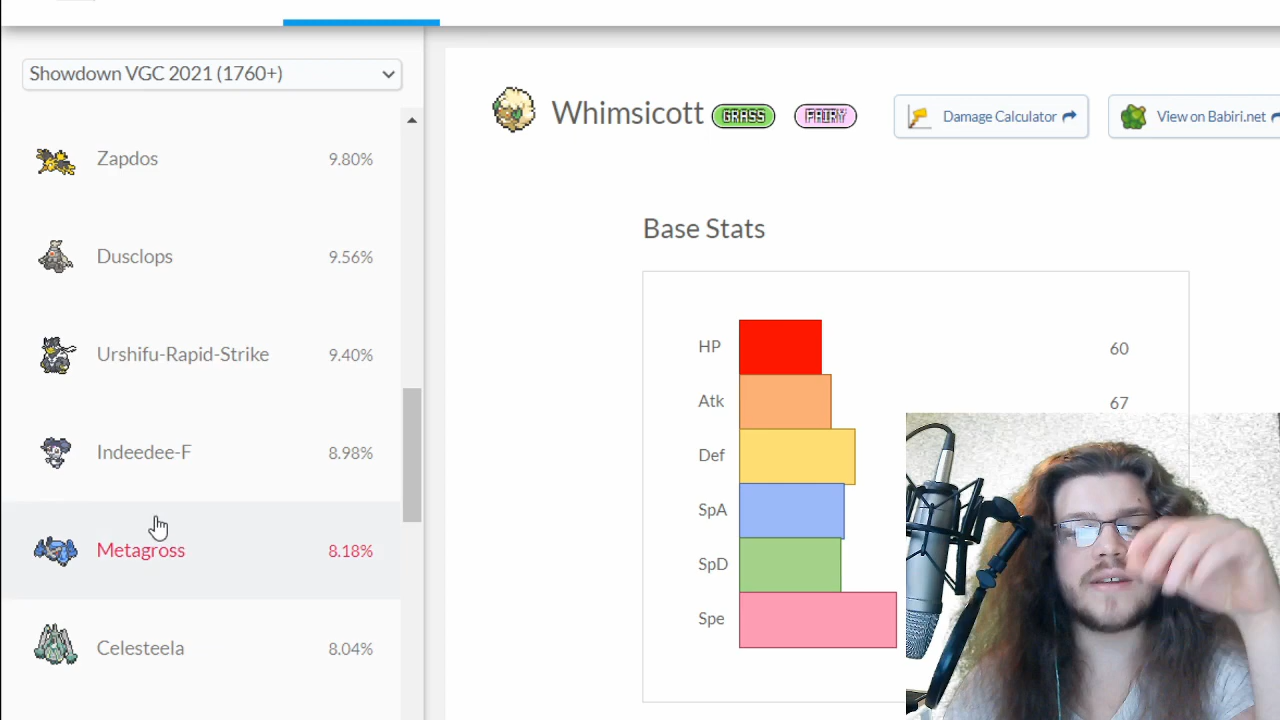 Showdown VGC 2021 (1760+)
Zapdos 9.80%
Dusclops 9.56%
Urshifu-Rapid-Strike 9.40%
Indeedee-F 8.98%
Metagross 8.18%
Celesteela 8.04%
Whimsicott GRASS FAIRY
Damage Calculator
View on Babiri.net
Base Stats
HP 60
Atk 67
Def
SpA
SpD
Spe